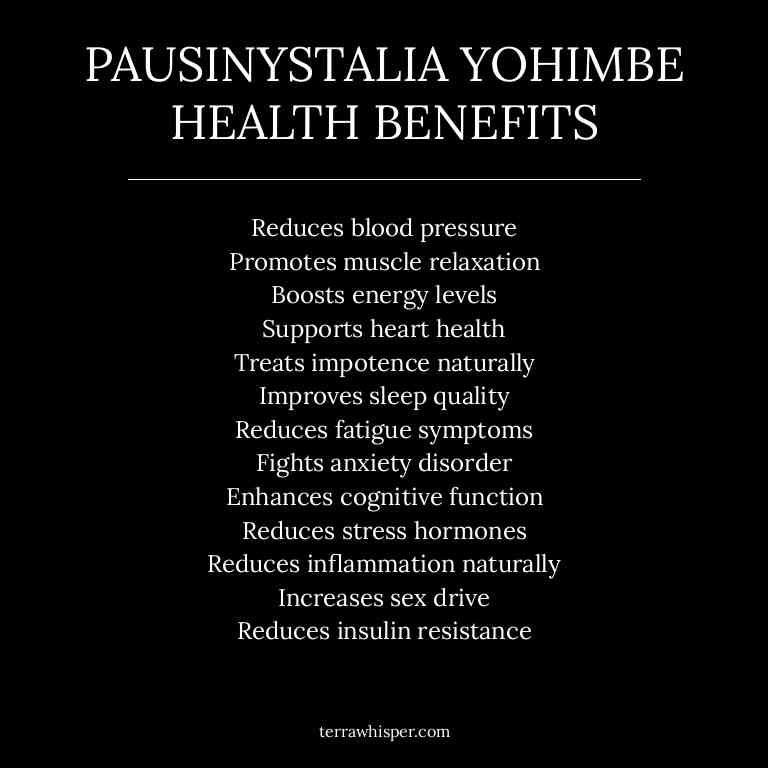 PAUSINYSTALIA YOHIMBE
HEALTH BENEFITS
Reduces blood pressure
Promotes muscle relaxation
Boosts energy levels
Supports heart health
Treats impotence naturally
Improves sleep quality
Reduces fatigue symptoms
Fights anxiety disorder
Enhances cognitive function
Reduces stress hormones
Reduces inflammation naturally
Increases sex drive
Reduces insulin resistance
terrawhisper.com